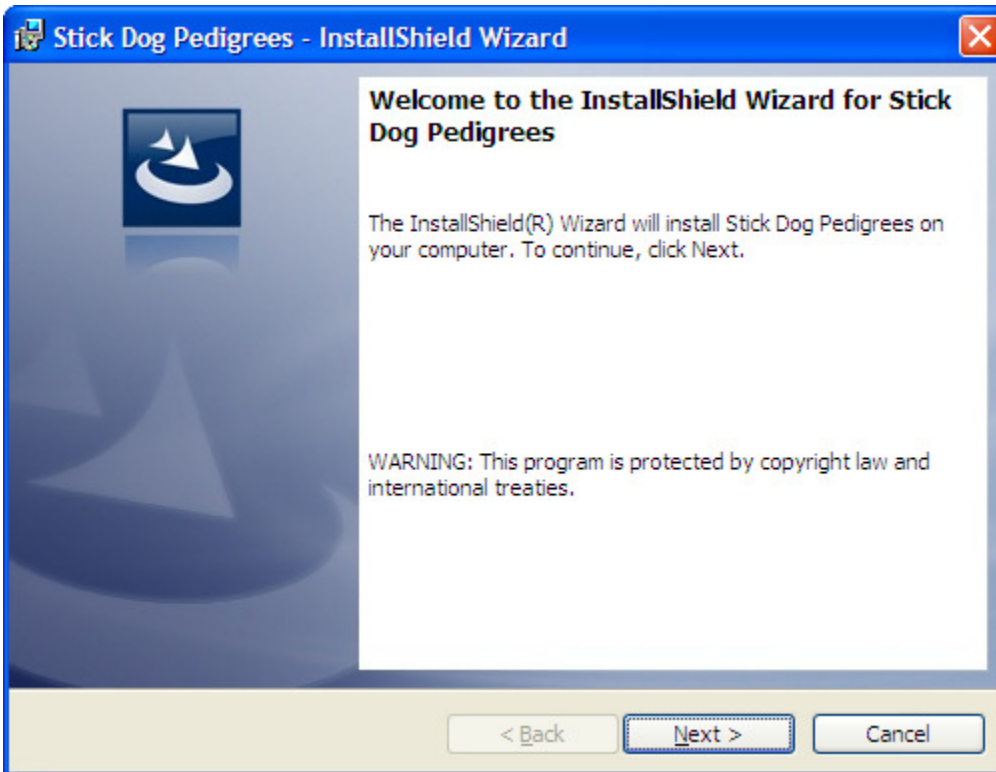 Stick Dog Pedigrees - InstallShield Wizard
Welcome to the InstallShield Wizard for Stick
Dog Pedigrees
The InstallShield(R) Wizard will install Stick Dog Pedigrees on
your computer. To continue, click Next.
WARNING: This program is protected by copyright law and
international treaties.
< Back Next > Cancel